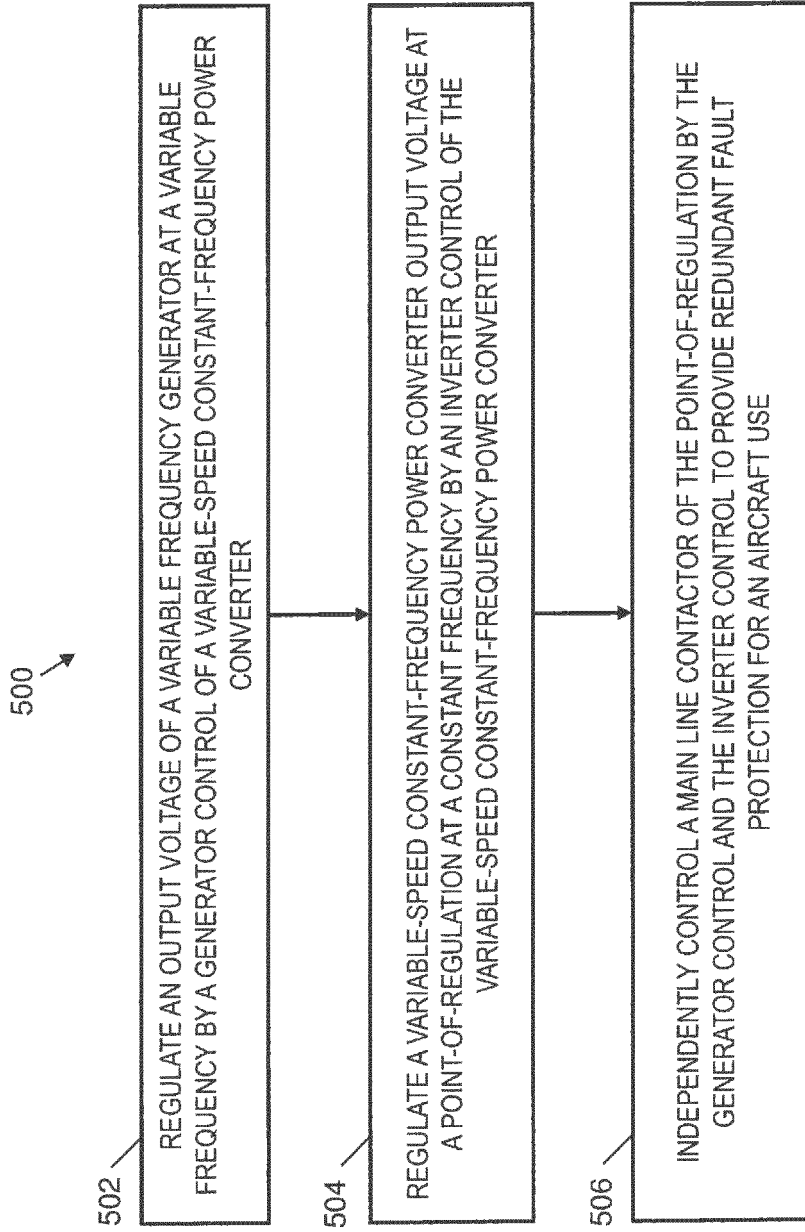 500
502
REGULATE AN OUTPUT VOLTAGE OF A VARIABLE FREQUENCY GENERATOR AT A VARIABLE
FREQUENCY BY A GENERATOR CONTROL OF A VARIABLE-SPEED CONSTANT-FREQUENCY POWER
CONVERTER
504
REGULATE A VARIABLE-SPEED CONSTANT-FREQUENCY POWER CONVERTER OUTPUT VOLTAGE AT
A POINT-OF-REGULATION AT A CONSTANT FREQUENCY BY AN INVERTER CONTROL OF THE
VARIABLE-SPEED CONSTANT-FREQUENCY POWER CONVERTER
506
INDEPENDENTLY CONTROL A MAIN LINE CONTACTOR OF THE POINT-OF-REGULATION BY THE
GENERATOR CONTROL AND THE INVERTER CONTROL TO PROVIDE REDUNDANT FAULT
PROTECTION FOR AN AIRCRAFT USE